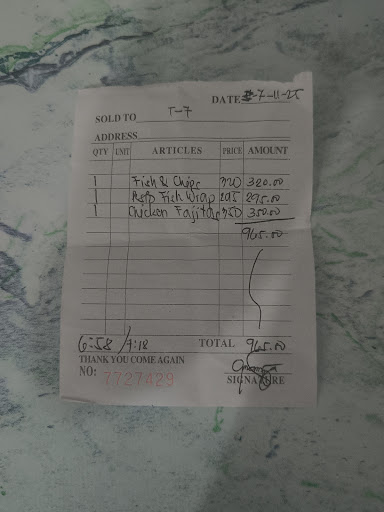 DATE 7-11-25
SOLD TO T-7
ADDRESS
QTY UNIT ARTICLES PRICE AMOUNT
1 Fish & Chips 320 320.00
1 Fish Wrap 295 295.00
1 Chicken Fajitas 350 350.00
965.00
6:58 / 7:18 TOTAL 965.00
THANK YOU COME AGAIN
NO: 7727429
SIGNATURE